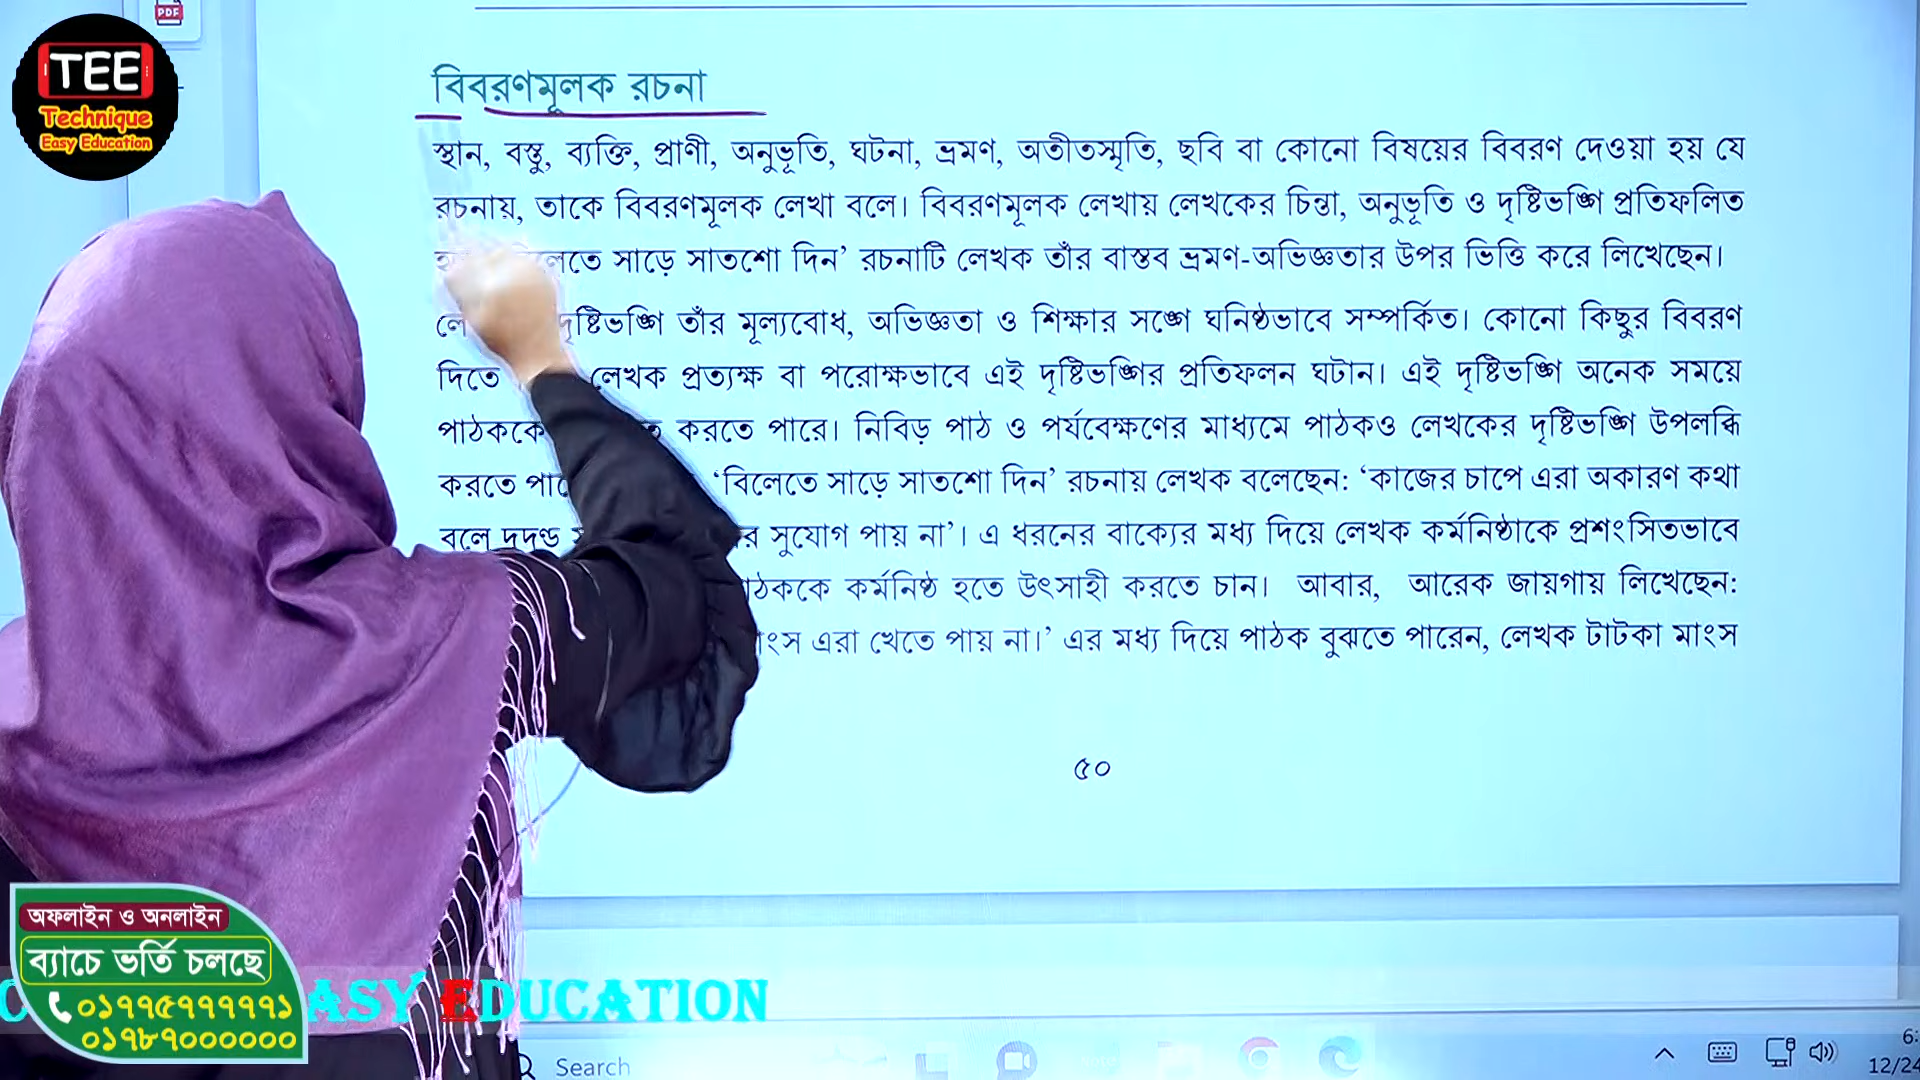 TEE
Technique
Easy Education
PDF
বিবরণমূলক রচনা
স্থান, বস্তু, ব্যক্তি, প্রাণী, অনুভূতি, ঘটনা, ভ্রমণ, অতীতস্মৃতি, ছবি বা কোনো বিষয়ের বিবরণ দেওয়া হয় যে
রচনায়, তাকে বিবরণমূলক লেখা বলে। বিবরণমূলক লেখায় লেখকের চিন্তা, অনুভূতি ও দৃষ্টিভঙ্গি প্রতিফলিত
সাড়ে সাতশো দিন’ রচনাটি লেখক তাঁর বাস্তব ভ্রমণ-অভিজ্ঞতার উপর ভিত্তি করে লিখেছেন।
দৃষ্টিভঙ্গি তাঁর মূল্যবোধ, অভিজ্ঞতা ও শিক্ষার সঙ্গে ঘনিষ্ঠভাবে সম্পর্কিত। কোনো কিছুর বিবরণ
দিতে লেখক প্রত্যক্ষ বা পরোক্ষভাবে এই দৃষ্টিভঙ্গির প্রতিফলন ঘটান। এই দৃষ্টিভঙ্গি অনেক সময়ে
পাঠককে করতে পারে। নিবিড় পাঠ ও পর্যবেক্ষণের মাধ্যমে পাঠকও লেখকের দৃষ্টিভঙ্গি উপলব্ধি
করতে ‘বিলেতে সাড়ে সাতশো দিন’ রচনায় লেখক বলেছেন: ‘কাজের চাপে এরা অকারণ কথা
বলে দুদণ্ড সুযোগ পায় না’। এ ধরনের বাক্যের মধ্য দিয়ে লেখক কর্মনিষ্ঠাকে প্রশংসিতভাবে
পাঠককে কর্মনিষ্ঠ হতে উৎসাহী করতে চান। আবার, আরেক জায়গায় লিখেছেন:
এরা খেতে পায় না।’ এর মধ্য দিয়ে পাঠক বুঝতে পারেন, লেখক টাটকা মাংস
৫০
অফলাইন ও অনলাইন
ব্যাচে ভর্তি চলছে
০১৭৭৫৭৭৭৭৭১
০১৭৮৭০০০০০০
EASY EDUCATION
Search